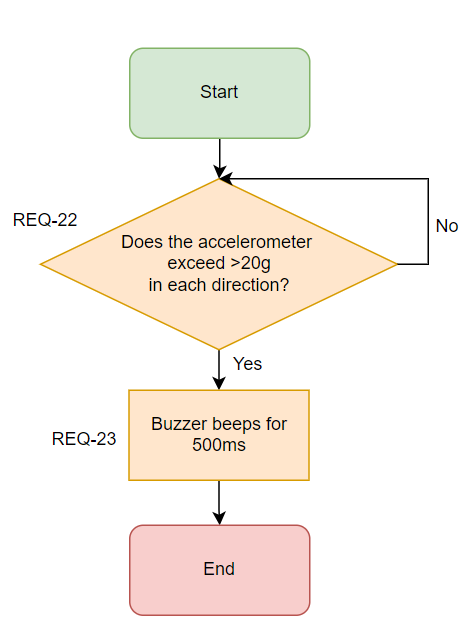 Start
REQ-22
Does the accelerometer
exceed >20g
in each direction?
No
Yes
REQ-23
Buzzer beeps for
500ms
End